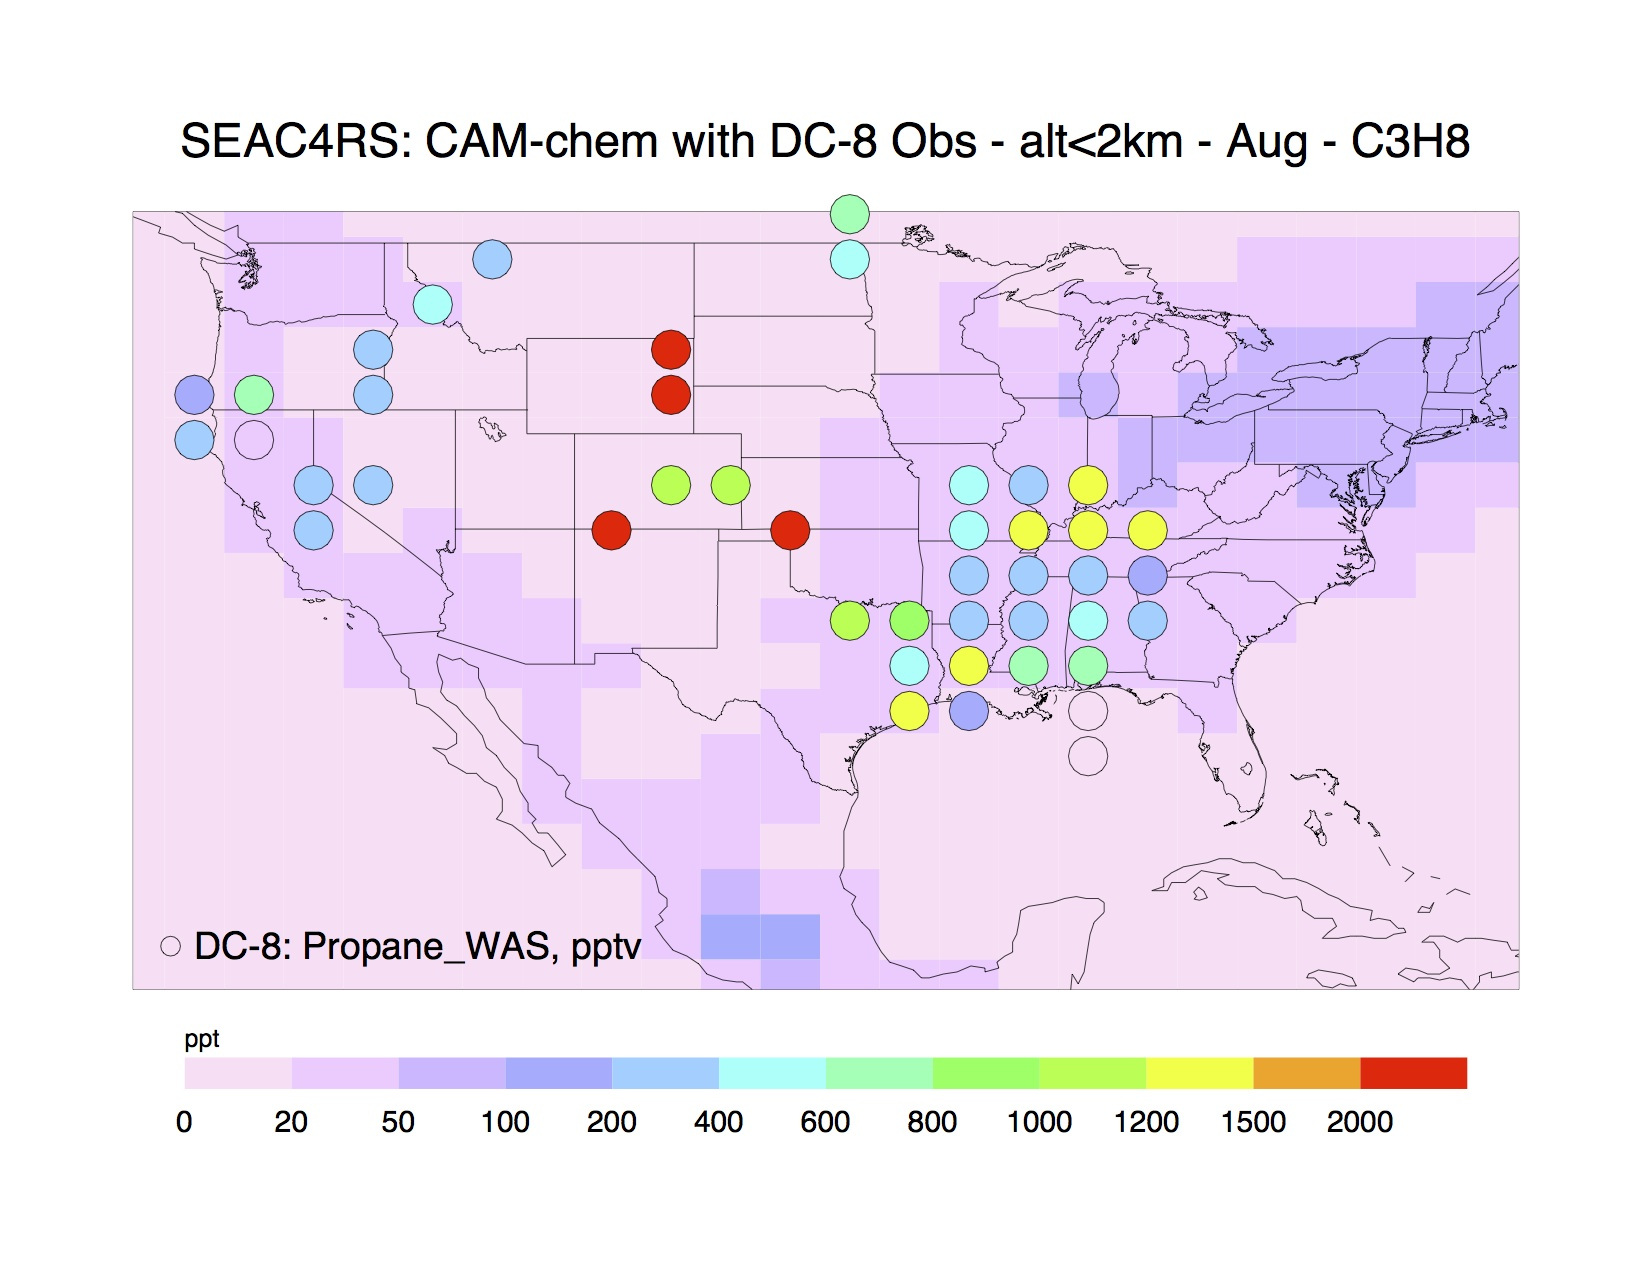 SEAC4RS: CAM-chem with DC-8 Obs - alt<2km - Aug - C3H8
DC-8: Propane_WAS, pptv
ppt
0 20 50 100 200 400 600 800 1000 1200 1500 2000